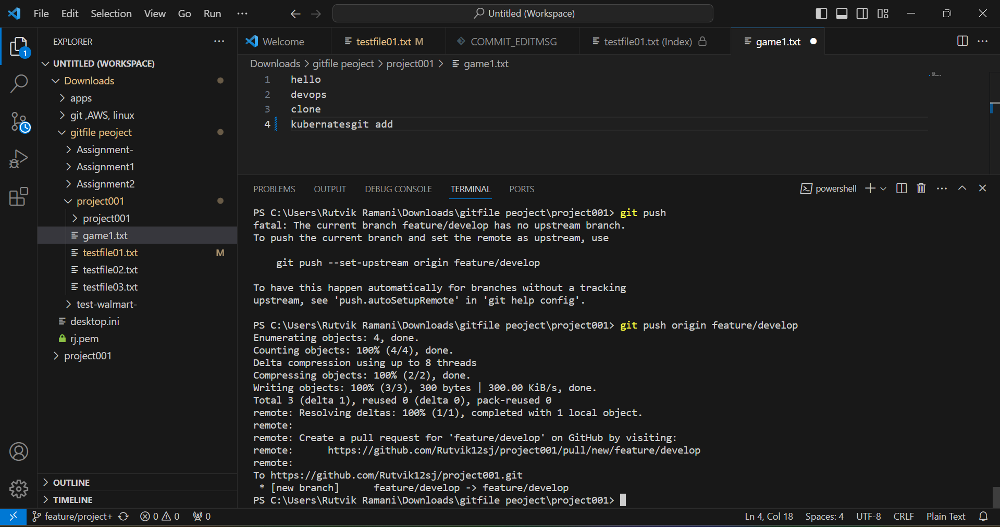 File Edit Selection View Go Run ··· Untitled (Workspace)
EXPLORER ···
1
UNTITLED (WORKSPACE)
Downloads
apps
git ,AWS, linux
gitfile peoject
Assignment-
Assignment1
Assignment2
project001
project001
game1.txt
testfile01.txt M
testfile02.txt
testfile03.txt
test-walmart-
desktop.ini
rj.pem
project001
OUTLINE
TIMELINE
Welcome testfile01.txt M COMMIT_EDITMSG testfile01.txt (Index) game1.txt
Downloads > gitfile peoject > project001 > game1.txt
1 hello
2 devops
3 clone
4 kubernatesgit add
PROBLEMS OUTPUT DEBUG CONSOLE TERMINAL PORTS powershell
PS C:\Users\Rutvik Ramani\Downloads\gitfile peoject\project001> git push
fatal: The current branch feature/develop has no upstream branch.
To push the current branch and set the remote as upstream, use
git push --set-upstream origin feature/develop
To have this happen automatically for branches without a tracking
upstream, see 'push.autoSetupRemote' in 'git help config'.
PS C:\Users\Rutvik Ramani\Downloads\gitfile peoject\project001> git push origin feature/develop
Enumerating objects: 4, done.
Counting objects: 100% (4/4), done.
Delta compression using up to 8 threads
Compressing objects: 100% (2/2), done.
Writing objects: 100% (3/3), 300 bytes | 300.00 KiB/s, done.
Total 3 (delta 1), reused 0 (delta 0), pack-reused 0
remote: Resolving deltas: 100% (1/1), completed with 1 local object.
remote:
remote: Create a pull request for 'feature/develop' on GitHub by visiting:
remote:      https://github.com/Rutvik12sj/project001/pull/new/feature/develop
remote:
To https://github.com/Rutvik12sj/project001.git
* [new branch]      feature/develop -> feature/develop
PS C:\Users\Rutvik Ramani\Downloads\gitfile peoject\project001>
feature/project+ 0 0 0 Ln 4, Col 18 Spaces: 4 UTF-8 CRLF Plain Text